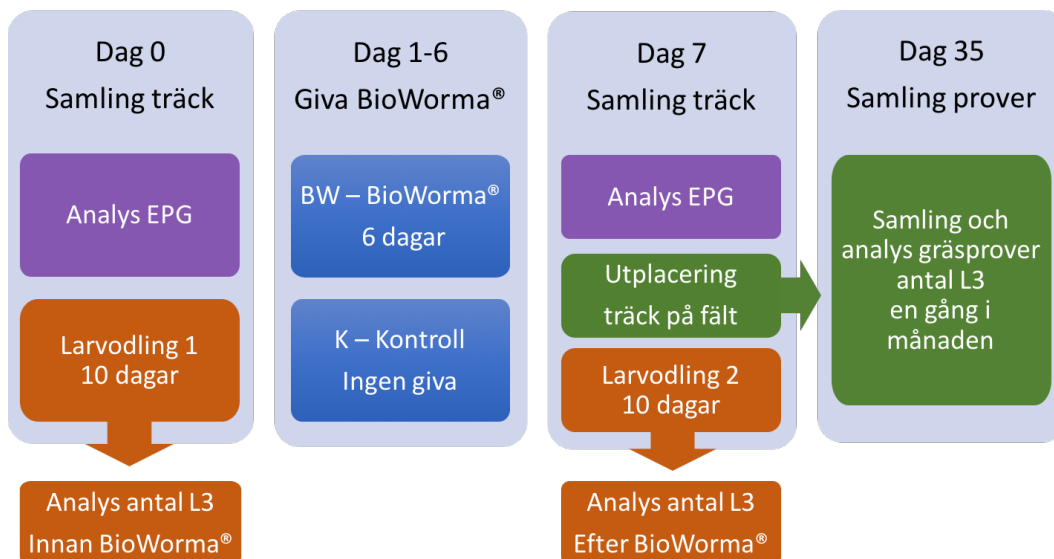 Dag 0
Samling träck
Analys EPG
Larvodling 1
10 dagar
Analys antal L3
Innan BioWorma®
Dag 1-6
Giva BioWorma®
BW – BioWorma®
6 dagar
K – Kontroll
Ingen giva
Dag 7
Samling träck
Analys EPG
Utplacering
träck på fält
Larvodling 2
10 dagar
Analys antal L3
Efter BioWorma®
Dag 35
Samling prover
Samling och
analys gräsprover
antal L3
en gång i
månaden